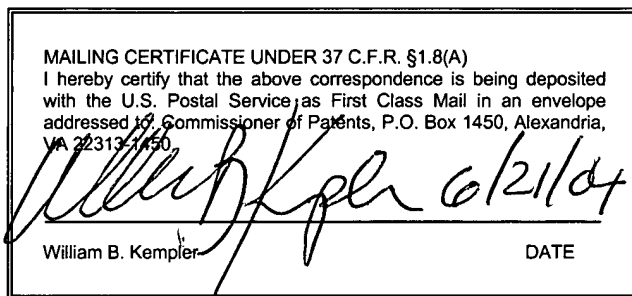 MAILING CERTIFICATE UNDER 37 C.F.R. §1.8(A)
I hereby certify that the above correspondence is being deposited
with the U.S. Postal Service as First Class Mail in an envelope
addressed to: Commissioner of Patents, P.O. Box 1450, Alexandria,
VA 22313-1450.
William B Kempler 6/21/04
William B. Kempler DATE